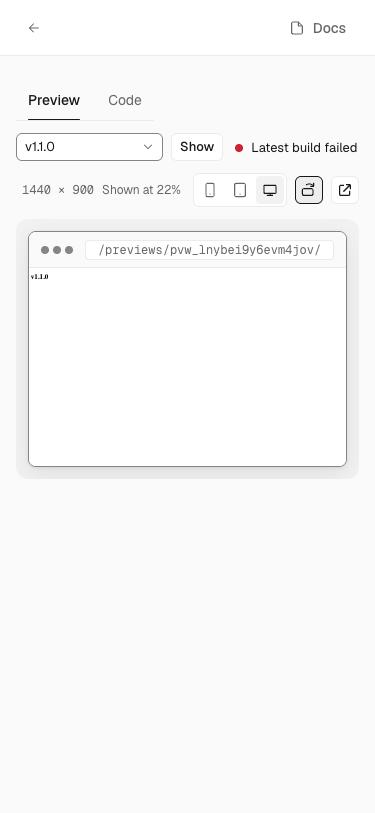 Docs
Preview Code
v1.1.0 Show Latest build failed
1440 × 900 Shown at 22%
/previews/pvw_lnybei9y6evm4jov/
v1.1.0